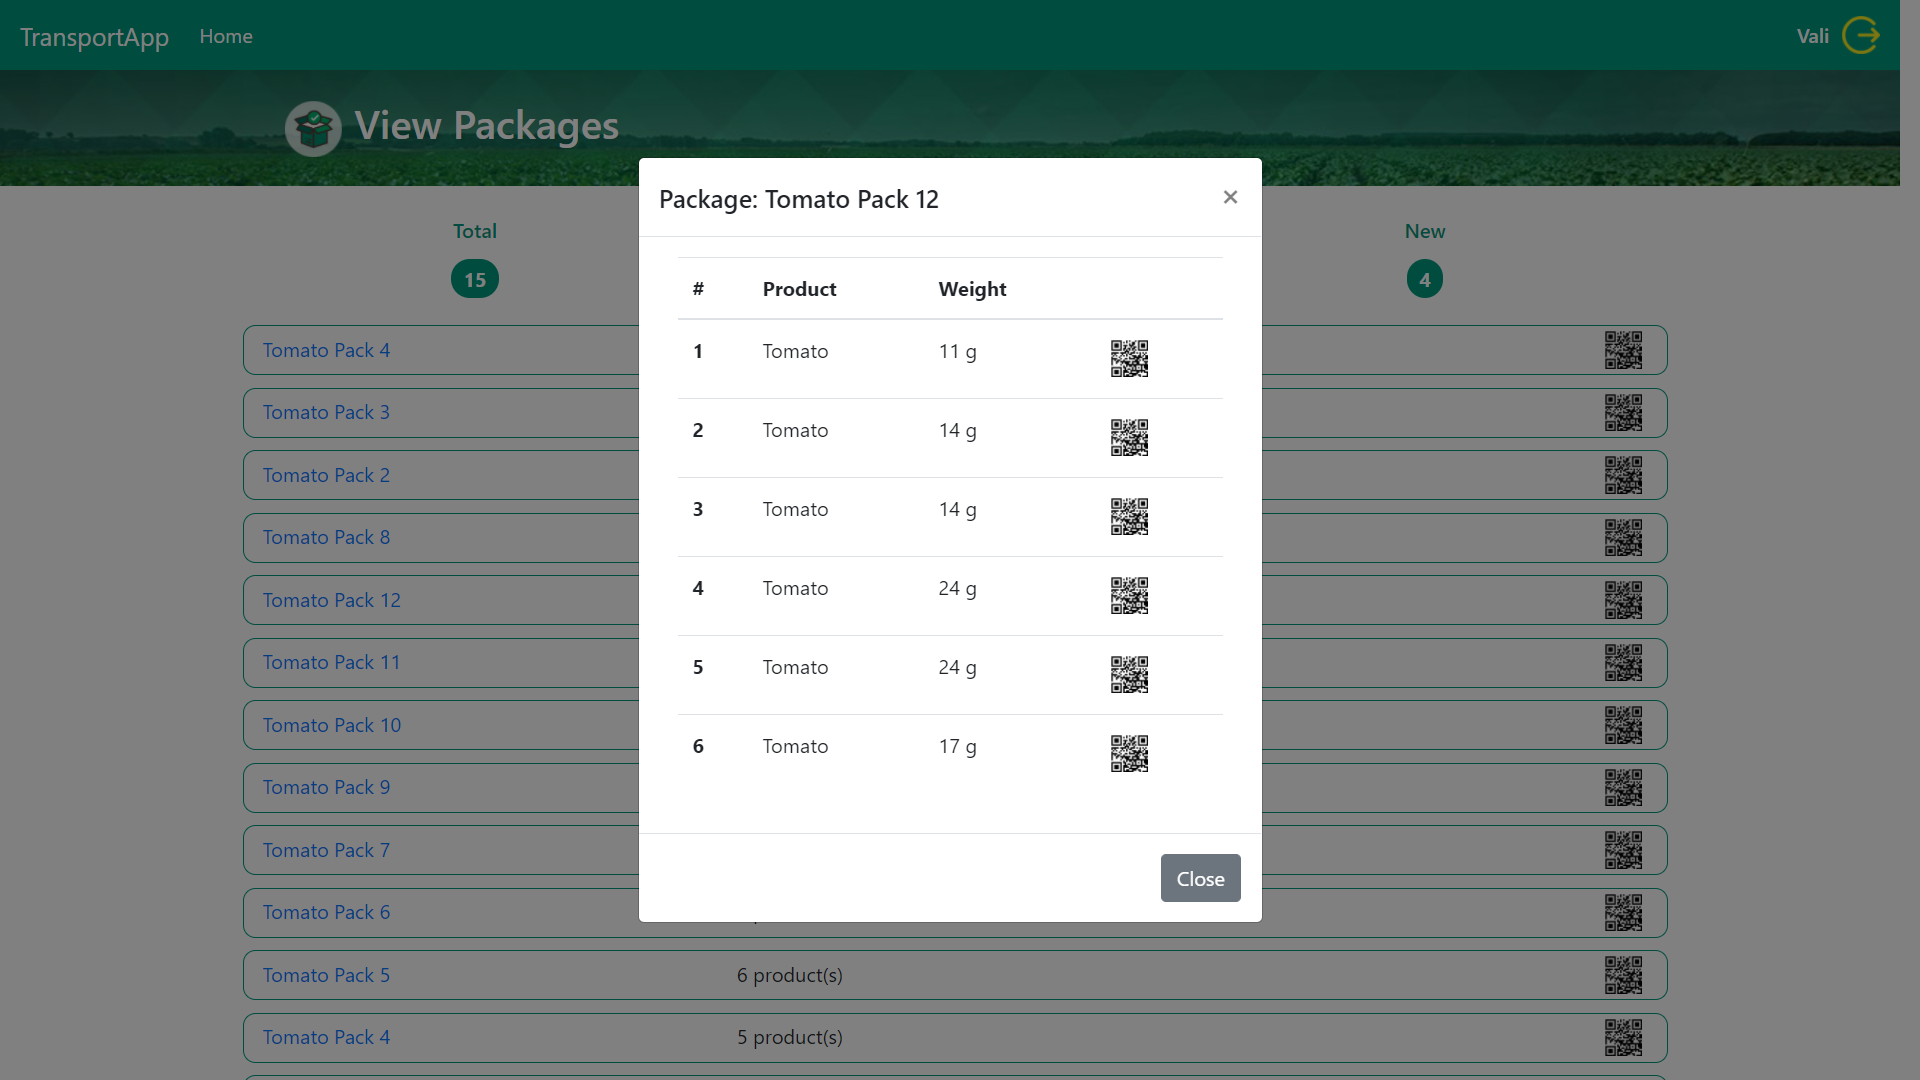 TransportApp Home Vali
View Packages
Package: Tomato Pack 12 ×
Total New
15 4
# Product Weight
1 Tomato 11 g
2 Tomato 14 g
3 Tomato 14 g
4 Tomato 24 g
5 Tomato 24 g
6 Tomato 17 g
Close
Tomato Pack 4
Tomato Pack 3
Tomato Pack 2
Tomato Pack 8
Tomato Pack 12
Tomato Pack 11
Tomato Pack 10
Tomato Pack 9
Tomato Pack 7
Tomato Pack 6
Tomato Pack 5 6 product(s)
Tomato Pack 4 5 product(s)